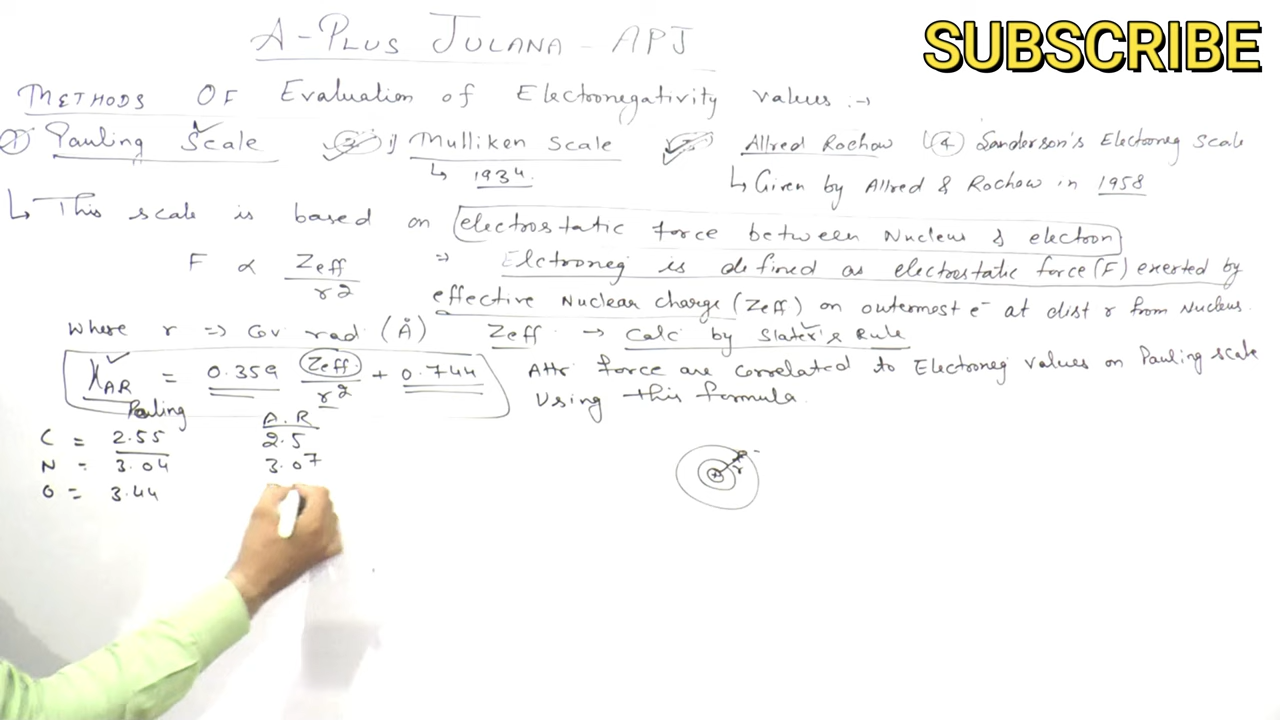 A-PLUS JULANA - APJ
SUBSCRIBE
METHODS OF Evaluation of Electronegativity values :→
① Pauling Scale ② Mulliken Scale Allred Rochow ④ Sanderson's Electroneg Scale
↳ 1934. ↳ Given by Allred & Rochow in 1958
↳ This scale is based on electrostatic force between Nucleus & electron
F ∝ Zeff / r2 ⇒ Elctroneg is defined as electrostatic force (F) exerted by
effective Nuclear charge (Zeff) on outermost e- at dist r from Nucleus.
where r ⇒ Cov rad (Å) Zeff → Calc by Slater's Rule
XAR = 0.359 Zeff / r2 + 0.744 Attr force are correlated to Electroneg values on Pauling scale
Using this formula.
Pauling A.R
C = 2.55 2.5
N = 3.04 3.07
O = 3.44
e-
r
+